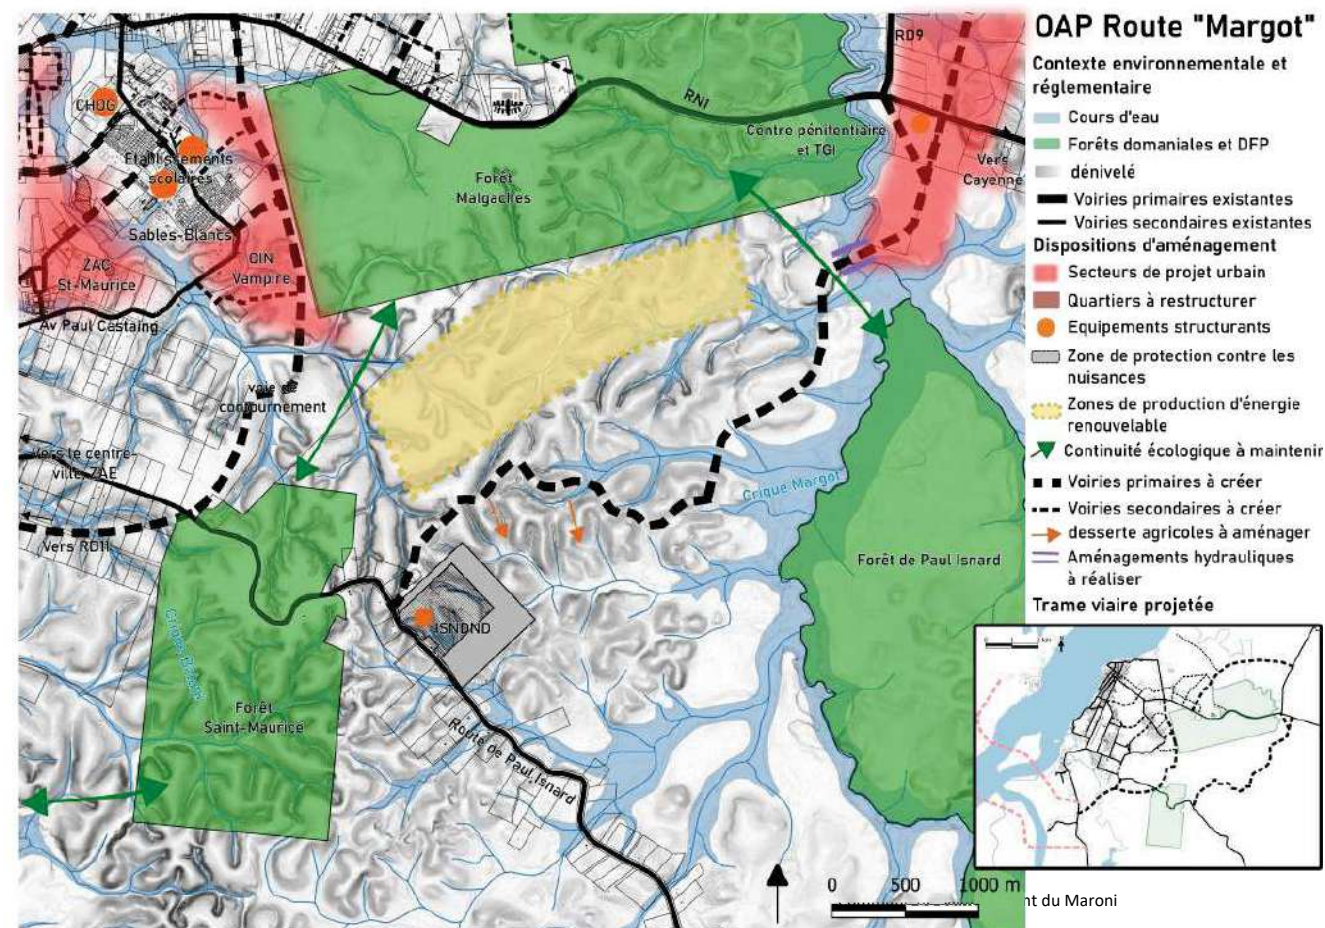 OAP Route "Margot"
Contexte environnementale et
réglementaire
Cours d'eau
Forêts domaniales et DFP
dénivelé
Voiries primaires existantes
Voiries secondaires existantes
Dispositions d'aménagement
Secteurs de projet urbain
Quartiers à restructurer
Equipements structurants
Zone de protection contre les
nuisances
Zones de production d'énergie
renouvelable
Continuité écologique à maintenir
Voiries primaires à créer
Voiries secondaires à créer
desserte agricoles à aménager
Aménagements hydrauliques
à réaliser
Trame viaire projetée
RD9
CHOG
RNI
Centre pénitentiaire
et TGI
Etablissements
scolaires
Vers
Cayenne
Forêt
Malgaches
Sables-Blancs
OIN
Vampire
ZAC
St-Maurice
Av Paul Castaing
voie de
contournement
Vers le centre-
ville, ZAE
Crique Margot
Vers RD11
Forêt de Paul Isnard
ISNDND
Forêt
Saint-Maurice
Route de Paul Isnard
0 500 1000 m
nt du Maroni